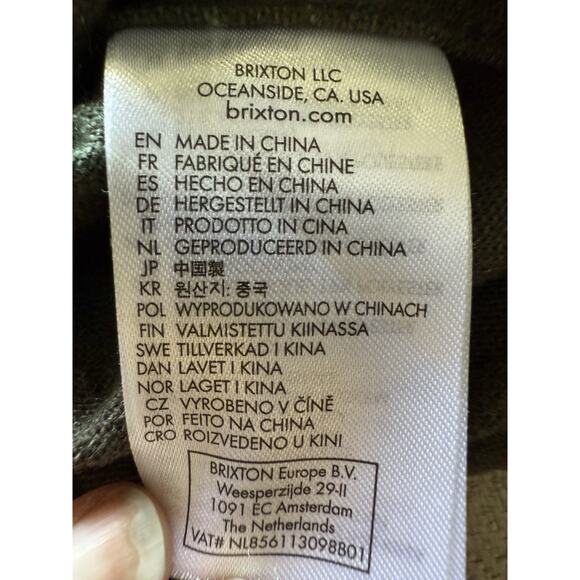 BRIXTON LLC
OCEANSIDE, CA. USA
brixton.com
EN MADE IN CHINA
FR FABRIQUÉ EN CHINE
ES HECHO EN CHINA
DE HERGESTELLT IN CHINA
IT PRODOTTO IN CINA
NL GEPRODUCEERD IN CHINA
JP 中国製
KR 원산지: 중국
POL WYPRODUKOWANO W CHINACH
FIN VALMISTETTU KIINASSA
SWE TILLVERKAD I KINA
DAN LAVET I KINA
NOR LAGET I KINA
CZ VYROBENO V ČÍNĚ
POR FEITO NA CHINA
CRO ROIZVEDENO U KINI
BRIXTON Europe B.V.
Weesperzijde 29-II
1091 EC Amsterdam
The Netherlands
VAT# NL856113098B01